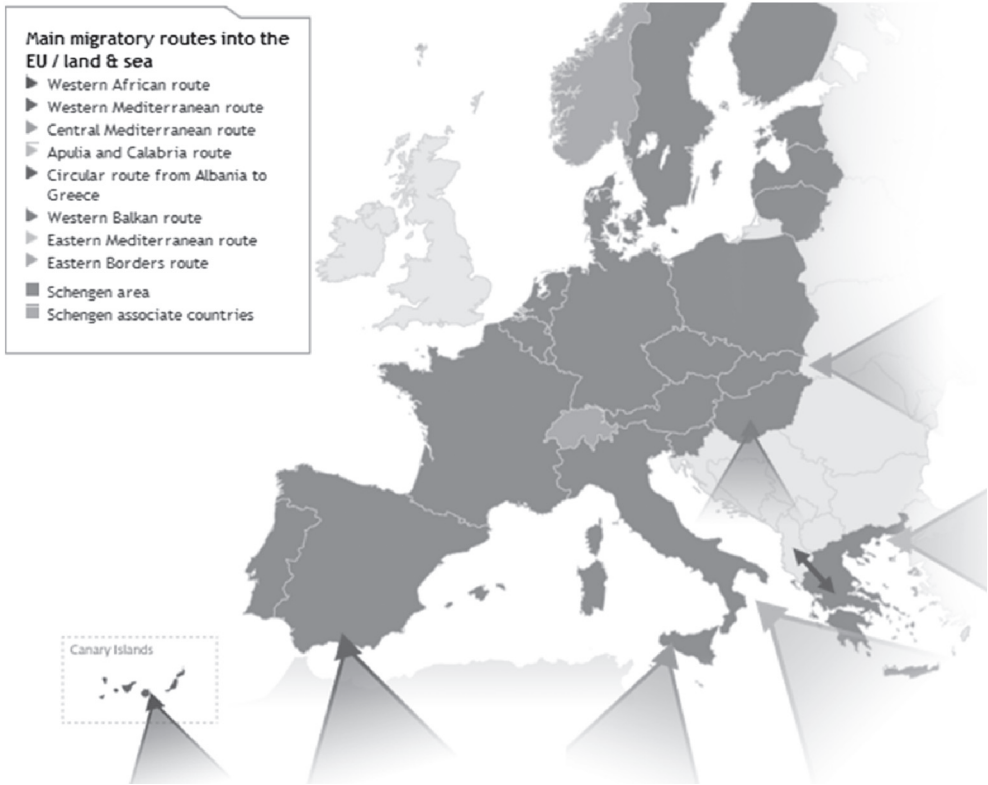 Main migratory routes into the
EU / land & sea
Western African route
Western Mediterranean route
Central Mediterranean route
Apulia and Calabria route
Circular route from Albania to
Greece
Western Balkan route
Eastern Mediterranean route
Eastern Borders route
Schengen area
Schengen associate countries
Canary Islands